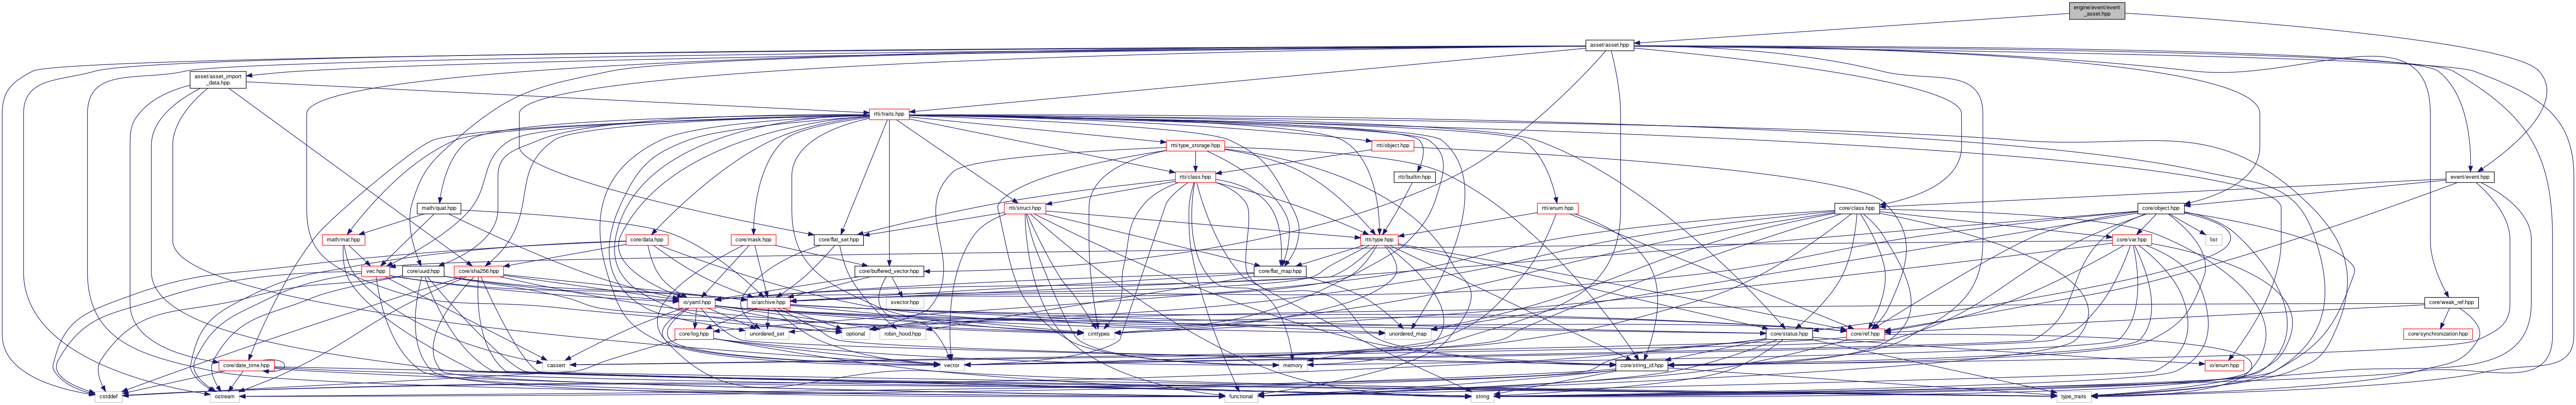 engine/event/event
_asset.hpp
asset/asset.hpp
asset/asset_import
_data.hpp
rtti/traits.hpp
rtti/type_storage.hpp
rtti/object.hpp
rtti/class.hpp
rtti/builtin.hpp
event/event.hpp
math/quat.hpp
rtti/struct.hpp
rtti/enum.hpp
core/class.hpp
core/object.hpp
math/mat.hpp
core/data.hpp
core/mask.hpp
core/flat_set.hpp
rtti/type.hpp
core/var.hpp
list
vec.hpp
core/uuid.hpp
core/sha256.hpp
core/buffered_vector.hpp
core/flat_map.hpp
io/yaml.hpp
io/archive.hpp
svector.hpp
core/weak_ref.hpp
core/log.hpp
unordered_set
optional
robin_hood.hpp
cinttypes
unordered_map
core/status.hpp
core/ref.hpp
core/synchronization.hpp
core/date_time.hpp
cassert
vector
memory
core/string_id.hpp
io/enum.hpp
cstddef
ostream
functional
string
type_traits